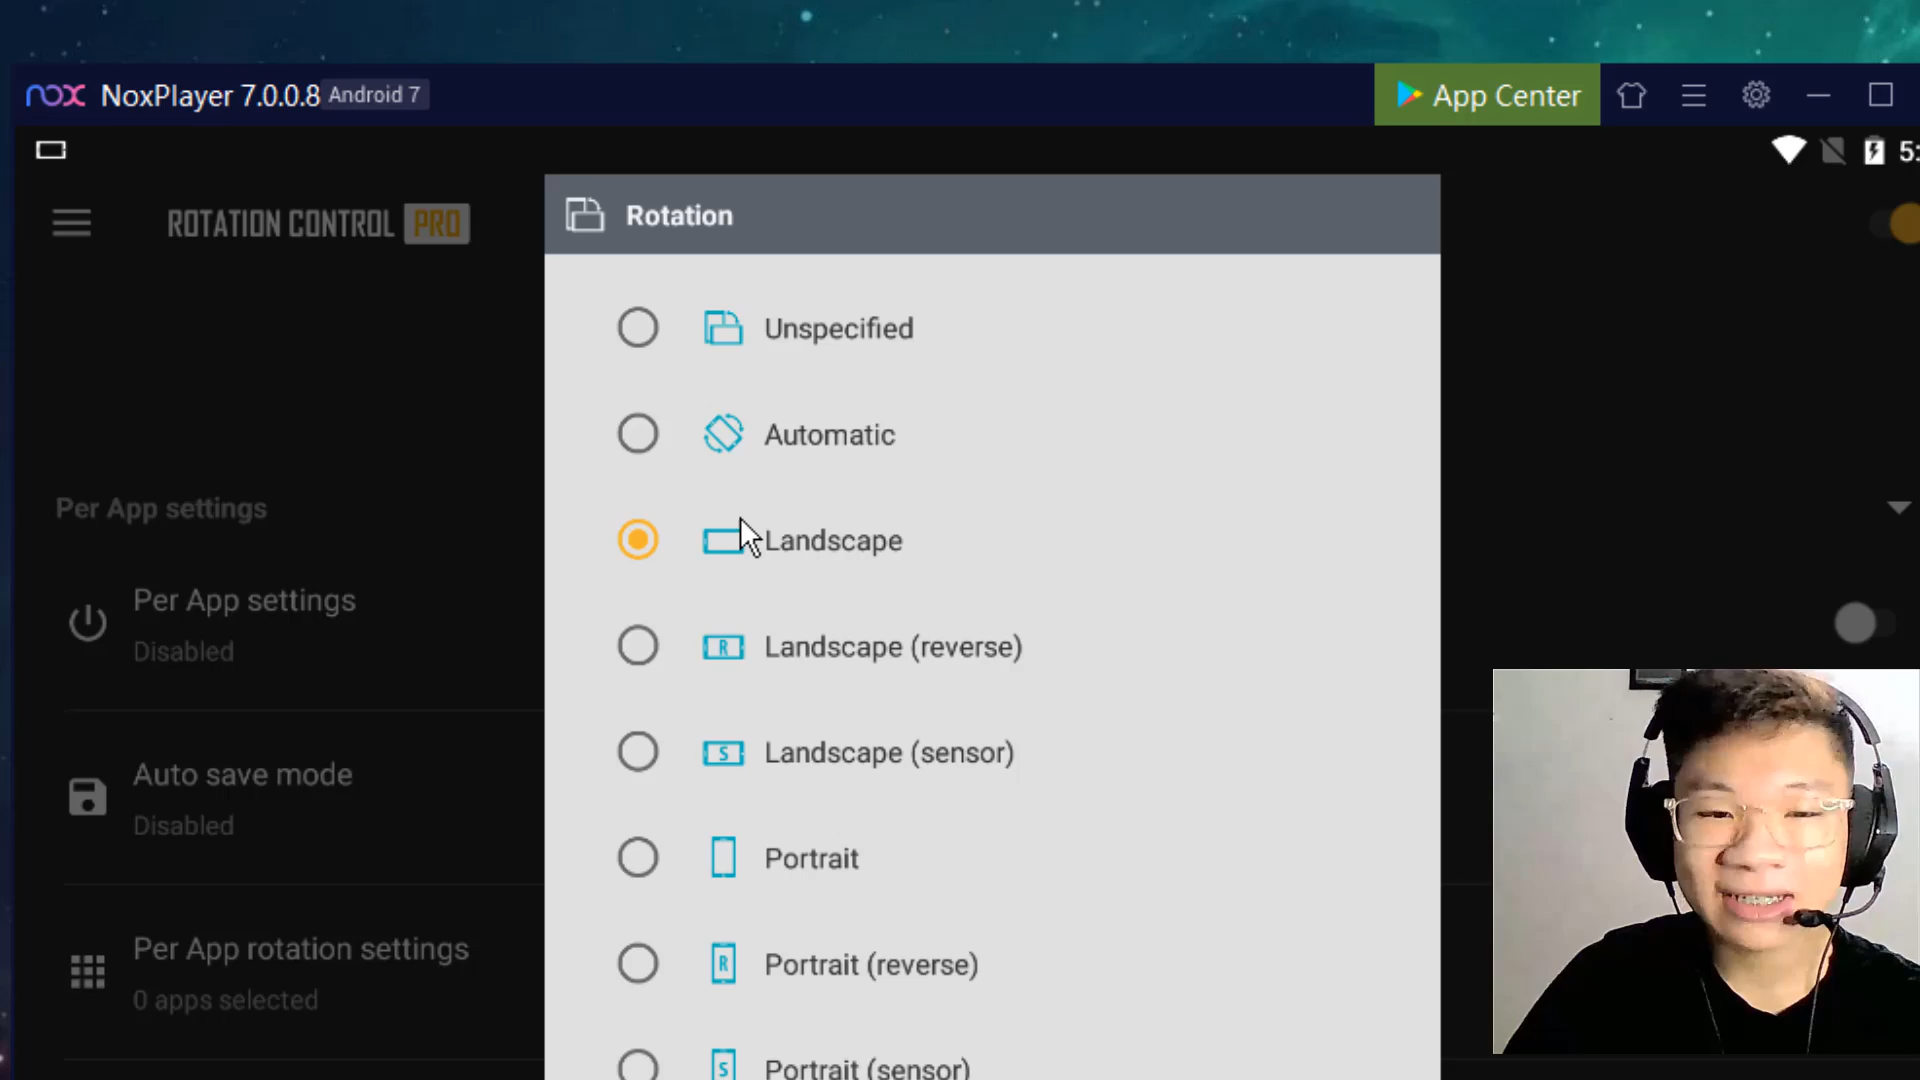 nox NoxPlayer 7.0.0.8 Android 7
App Center
5:
ROTATION CONTROL PRO
Rotation
Unspecified
Automatic
Landscape
R Landscape (reverse)
S Landscape (sensor)
Portrait
R Portrait (reverse)
S Portrait (sensor)
Per App settings
Per App settings
Disabled
Auto save mode
Disabled
Per App rotation settings
0 apps selected